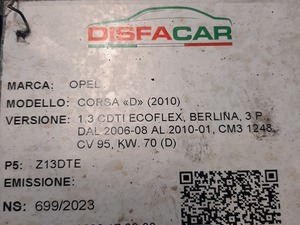 DISFACAR
MARCA: OPEL
MODELLO: CORSA «D» (2010)
VERSIONE: 1.3 CDTI ECOFLEX, BERLINA, 3 P
DAL 2006-08 AL 2010-01, CM3 1248,
CV 95, KW. 70 (D)
P5: Z13DTE
EMISSIONE:
NS: 699/2023